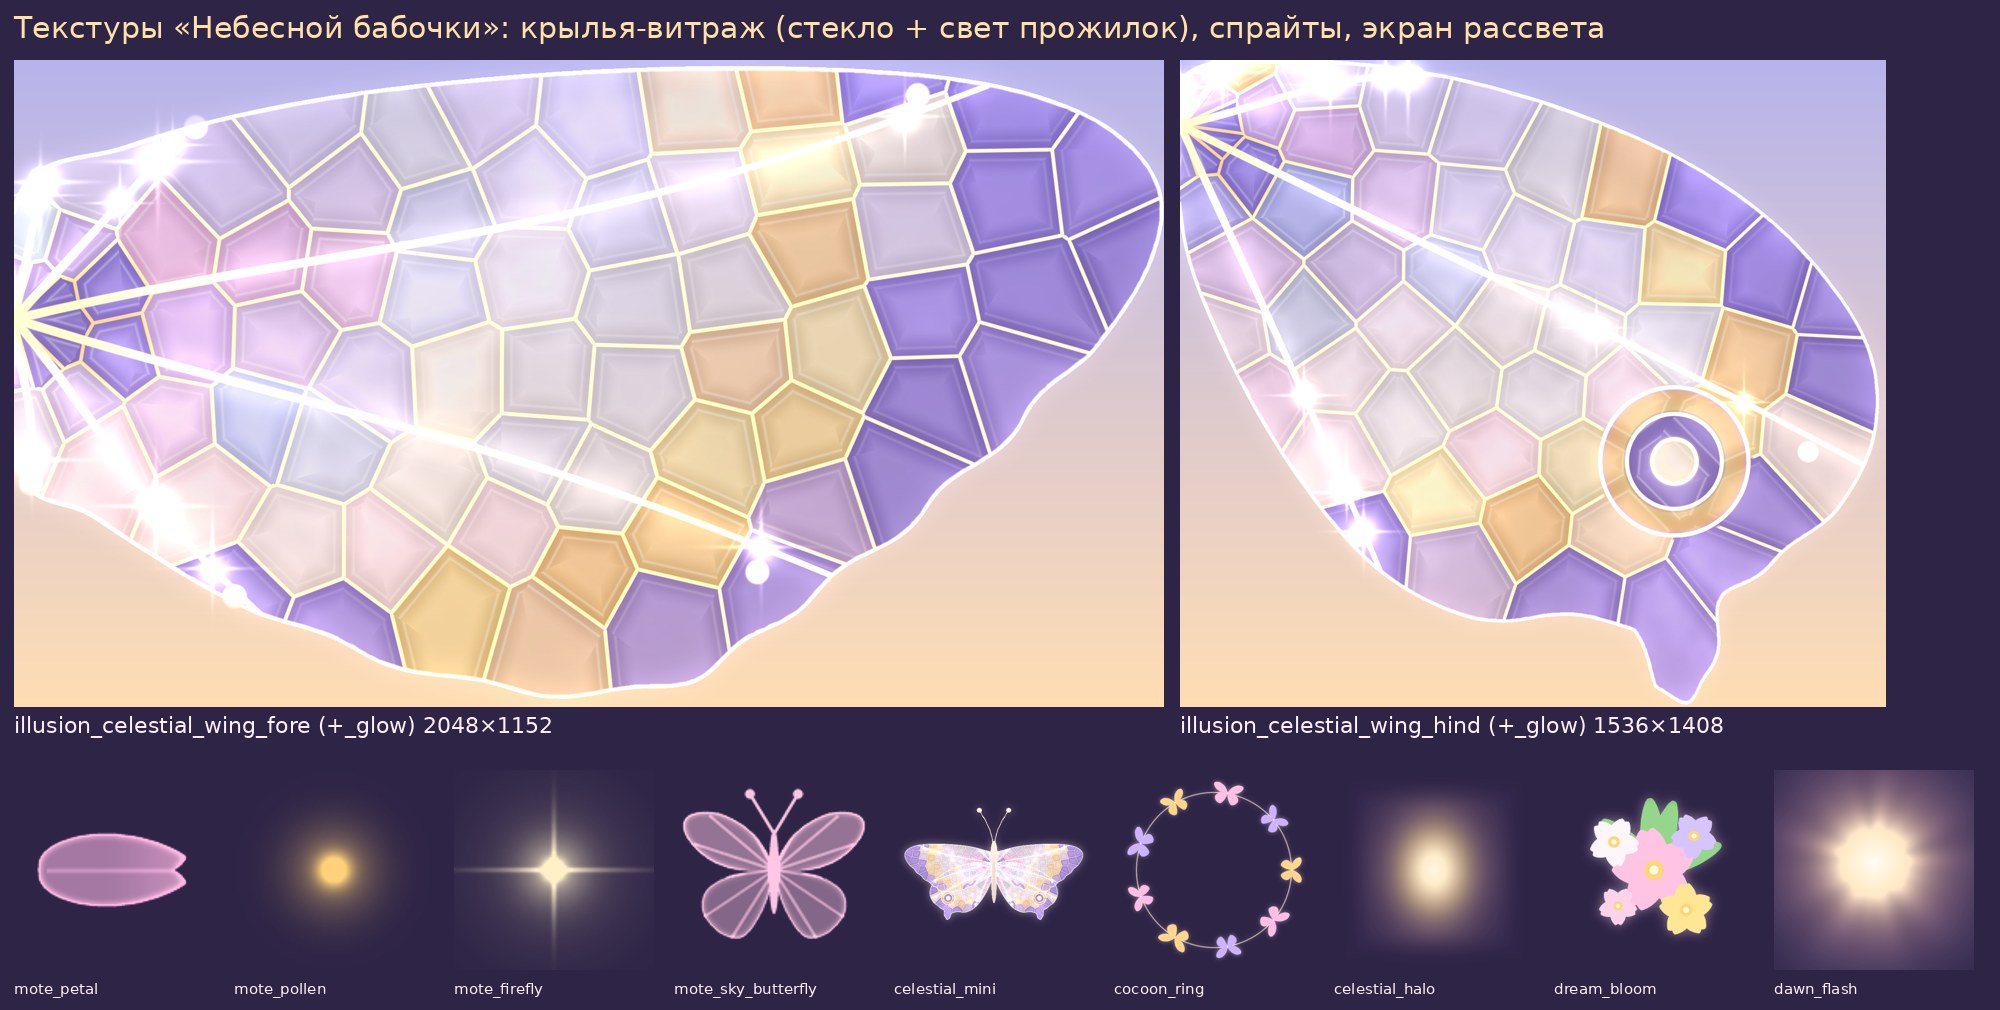 Текстуры «Небесной бабочки»: крылья-витраж (стекло + свет прожилок), спрайты, экран рассвета
illusion_celestial_wing_fore (+_glow) 2048×1152
illusion_celestial_wing_hind (+_glow) 1536×1408
mote_petal
mote_pollen
mote_firefly
mote_sky_butterfly
celestial_mini
cocoon_ring
celestial_halo
dream_bloom
dawn_flash